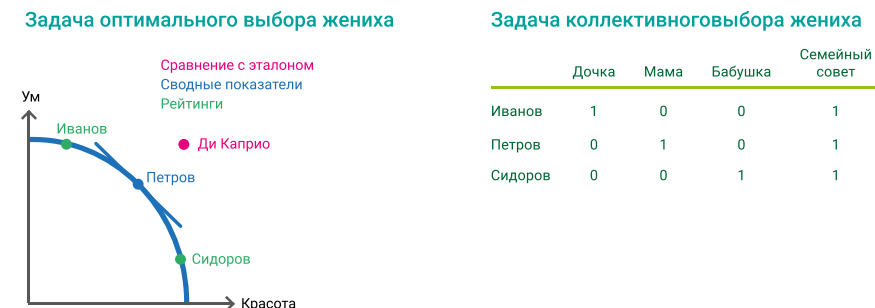 Задача оптимального выбора жениха
Сравнение с эталоном
Сводные показатели
Рейтинги
Ум
Иванов
Ди Каприо
Петров
Сидоров
Красота
Задача коллективноговыбора жениха
Дочка Мама Бабушка Семейный совет
Иванов 1 0 0 1
Петров 0 1 0 1
Сидоров 0 0 1 1